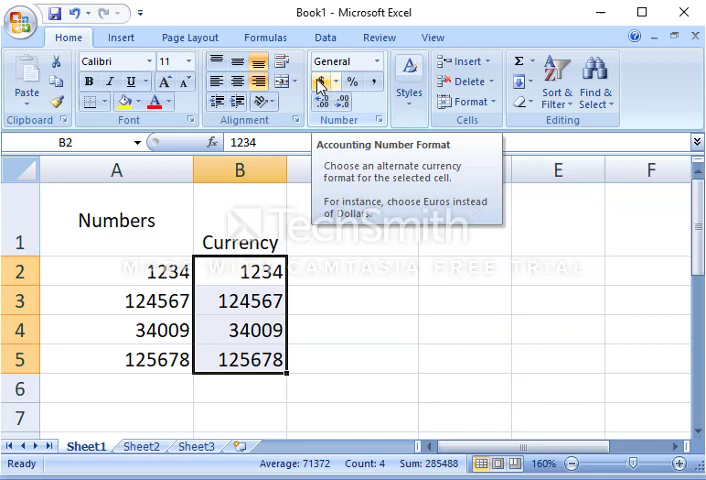 Book1 - Microsoft Excel
Home Insert Page Layout Formulas Data Review View
Paste
Calibri 11
B I U
A A
A
General
$ % ,
Styles
Insert
Delete
Format
Σ
Sort &
Filter
Find &
Select
Clipboard Font Alignment Number Cells Editing
B2 fx 1234
Accounting Number Format
Choose an alternate currency
format for the selected cell.
For instance, choose Euros instead
of Dollars.
A B E F
1 Numbers Currency
TechSmith
MADE WITH CAMTASIA FREE TRIAL
2 1234 1234
3 124567 124567
4 34009 34009
5 125678 125678
6
7
Sheet1 Sheet2 Sheet3
Ready Average: 71372 Count: 4 Sum: 285488 160%